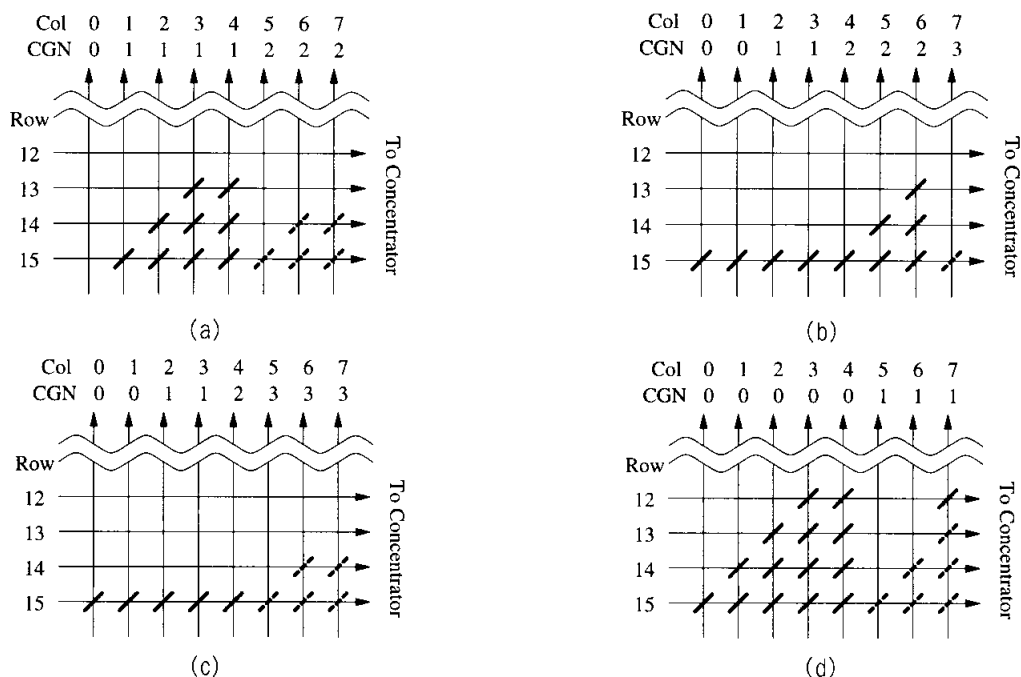 Col 0 1 2 3 4 5 6 7
CGN 0 1 1 1 1 2 2 2
Row
12
13
14
15
To Concentrator
(a)
Col 0 1 2 3 4 5 6 7
CGN 0 0 1 1 2 2 2 3
Row
12
13
14
15
To Concentrator
(b)
Col 0 1 2 3 4 5 6 7
CGN 0 0 1 1 2 3 3 3
Row
12
13
14
15
To Concentrator
(c)
Col 0 1 2 3 4 5 6 7
CGN 0 0 0 0 0 1 1 1
Row
12
13
14
15
To Concentrator
(d)